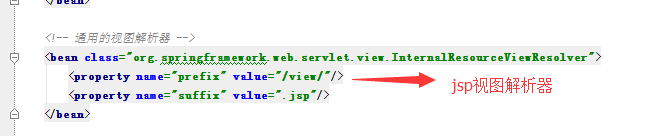 </bean>
<!-- 通用的视图解析器 -->
<bean class="org.springframework.web.servlet.view.InternalResourceViewResolver">
<property name="prefix" value="/view/"/>
jsp视图解析器
<property name="suffix" value=".jsp"/>
</bean>